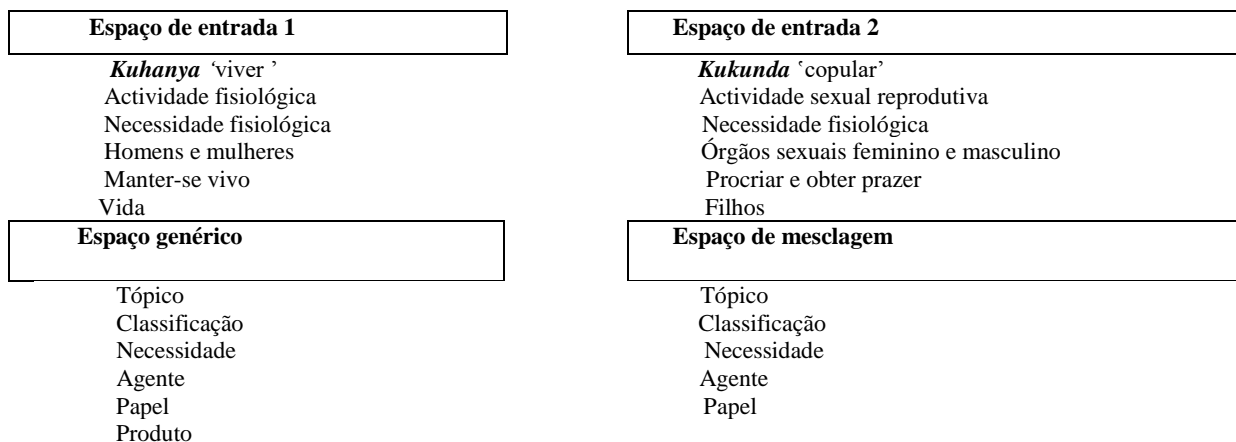 Espaço de entrada 1
Kuhanya ‘viver ’
Actividade fisiológica
Necessidade fisiológica
Homens e mulheres
Manter-se vivo
Vida
Espaço de entrada 2
Kukunda ‛copular’
Actividade sexual reprodutiva
Necessidade fisiológica
Órgãos sexuais feminino e masculino
Procriar e obter prazer
Filhos
Espaço genérico
Tópico
Classificação
Necessidade
Agente
Papel
Produto
Espaço de mesclagem
Tópico
Classificação
Necessidade
Agente
Papel